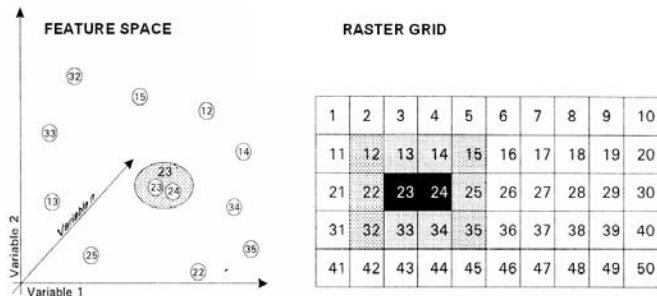 FEATURE SPACE
32
15
12
33
14
23
23 24
13
34
Variable n
25
35
22
Variable 2
Variable 1
RASTER GRID
1 2 3 4 5 6 7 8 9 10
11 12 13 14 15 16 17 18 19 20
21 22 23 24 25 26 27 28 29 30
31 32 33 34 35 36 37 38 39 40
41 42 43 44 45 46 47 48 49 50